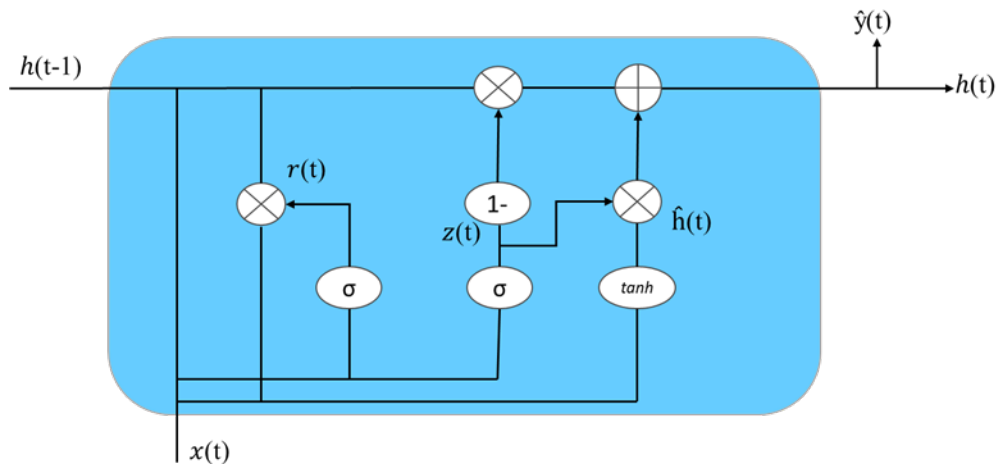 ŷ(t)
h(t-1)
h(t)
r(t)
1-
z(t)
ĥ(t)
σ
σ
tanh
x(t)